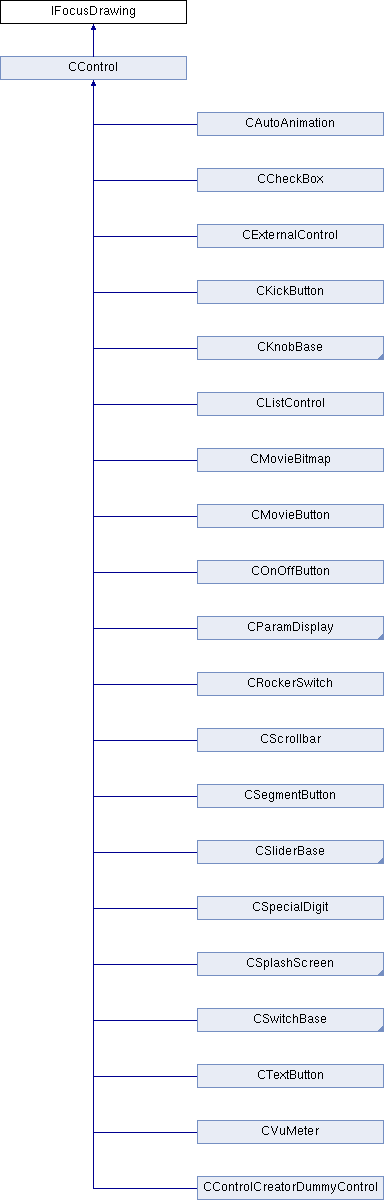 IFocusDrawing
CControl
CAutoAnimation
CCheckBox
CExternalControl
CKickButton
CKnobBase
CListControl
CMovieBitmap
CMovieButton
COnOffButton
CParamDisplay
CRockerSwitch
CScrollbar
CSegmentButton
CSliderBase
CSpecialDigit
CSplashScreen
CSwitchBase
CTextButton
CVuMeter
CControlCreatorDummyControl